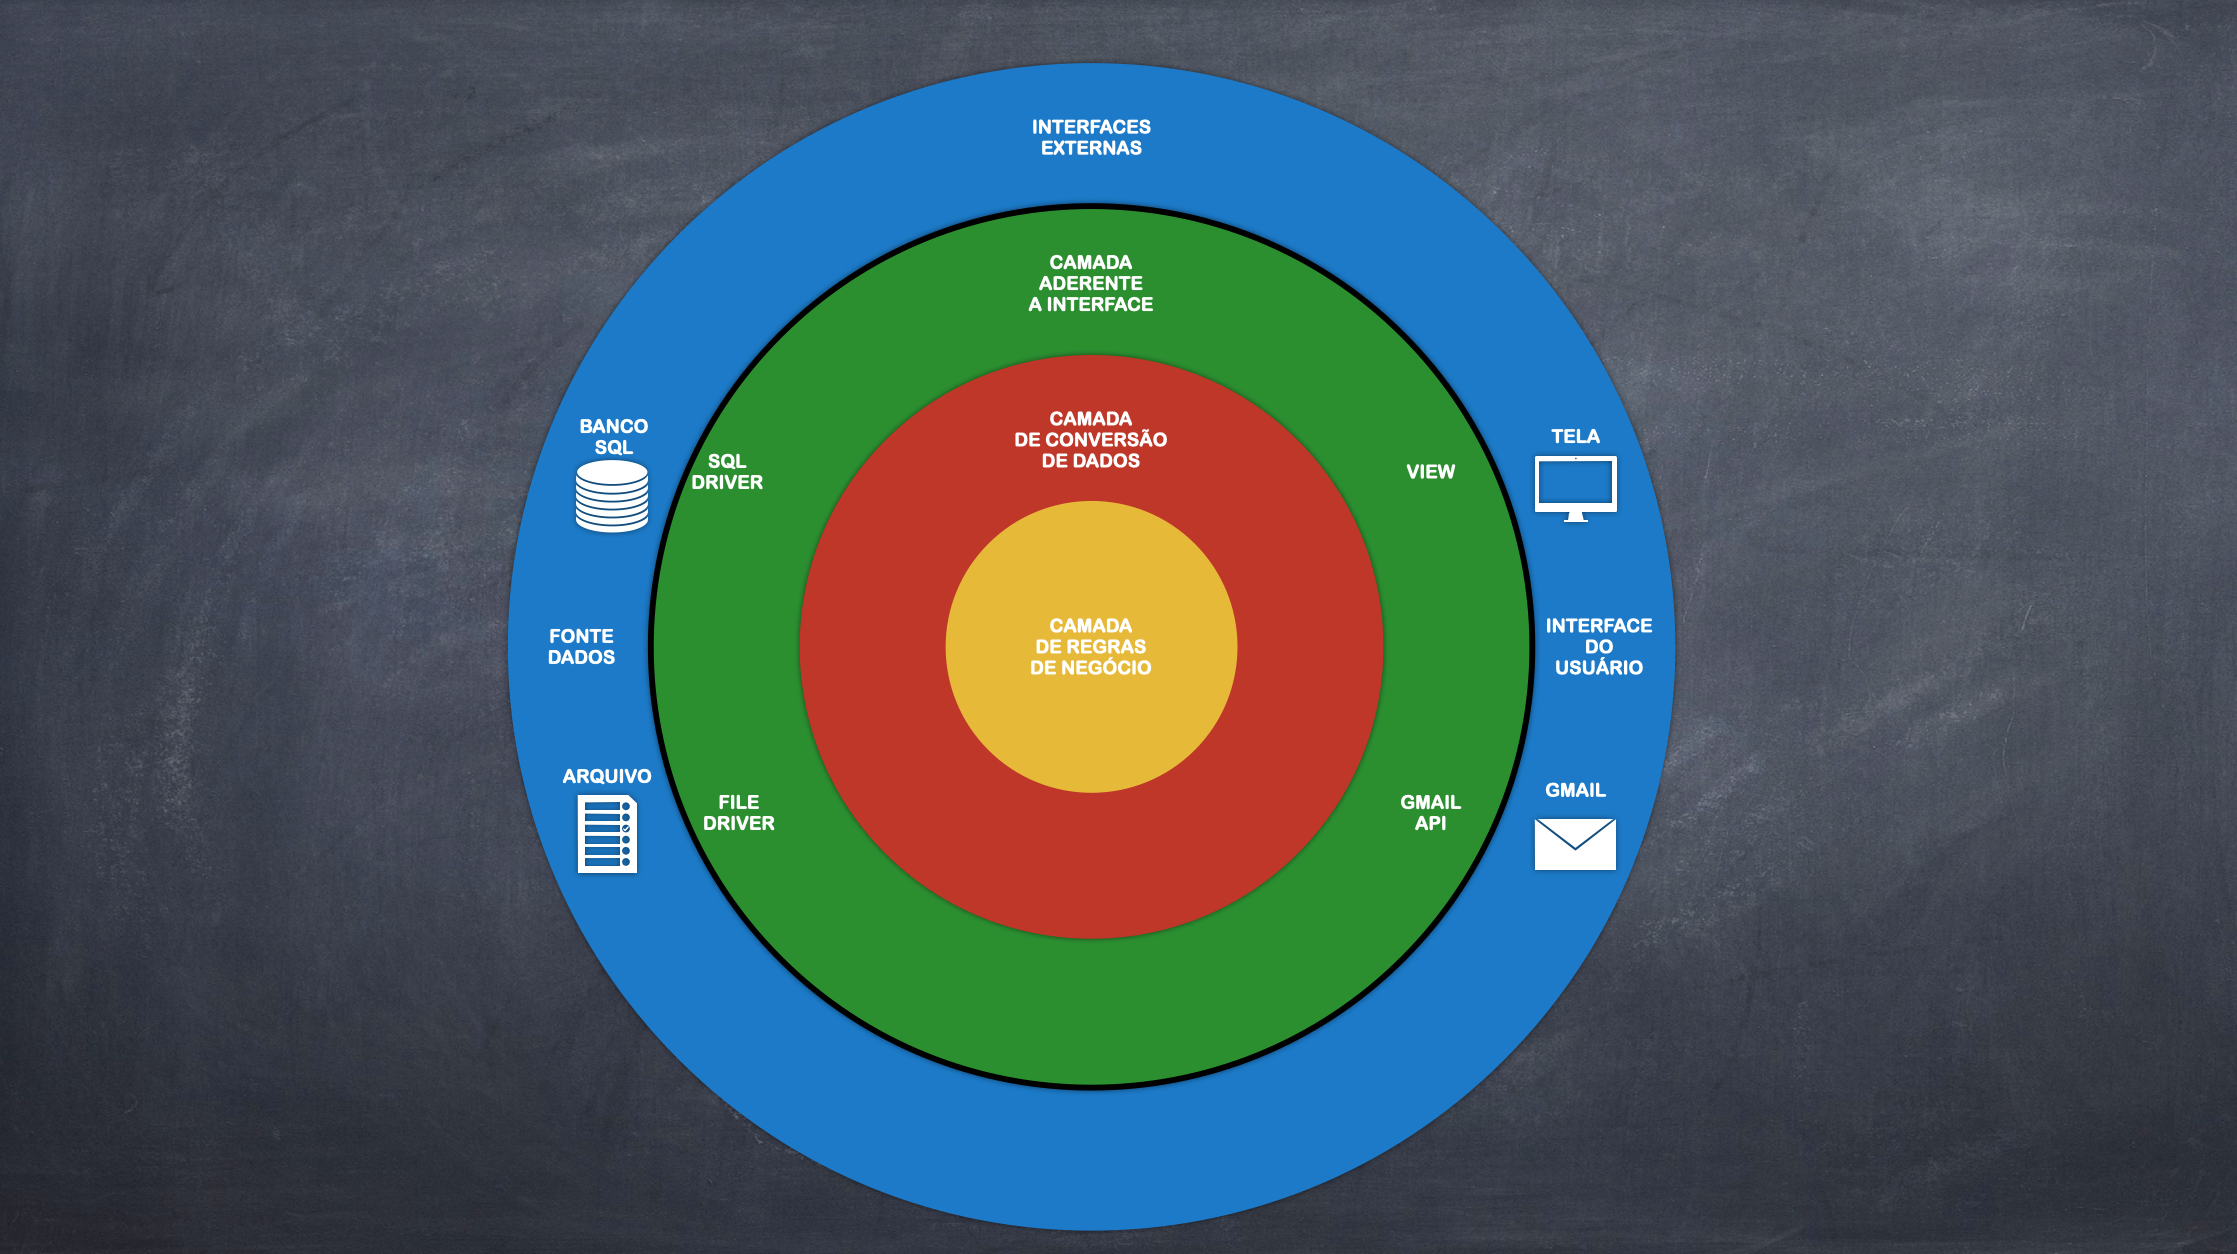 INTERFACES
EXTERNAS
CAMADA
ADERENTE
A INTERFACE
CAMADA
DE CONVERSÃO
DE DADOS
CAMADA
DE REGRAS
DE NEGÓCIO
BANCO
SQL
SQL
DRIVER
VIEW
TELA
FONTE
DADOS
INTERFACE
DO
USUÁRIO
ARQUIVO
FILE
DRIVER
GMAIL
API
GMAIL